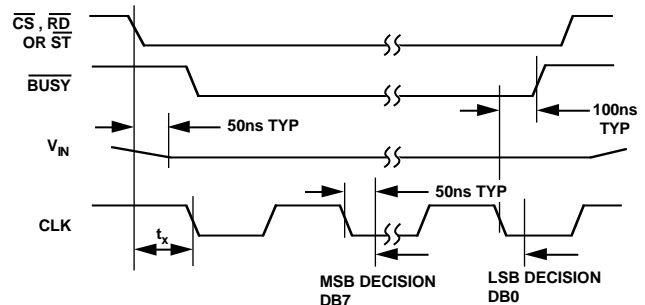 CS , RD
OR ST
BUSY
100ns
TYP
50ns TYP
VIN
50ns TYP
CLK
tx
MSB DECISION
DB7
LSB DECISION
DB0